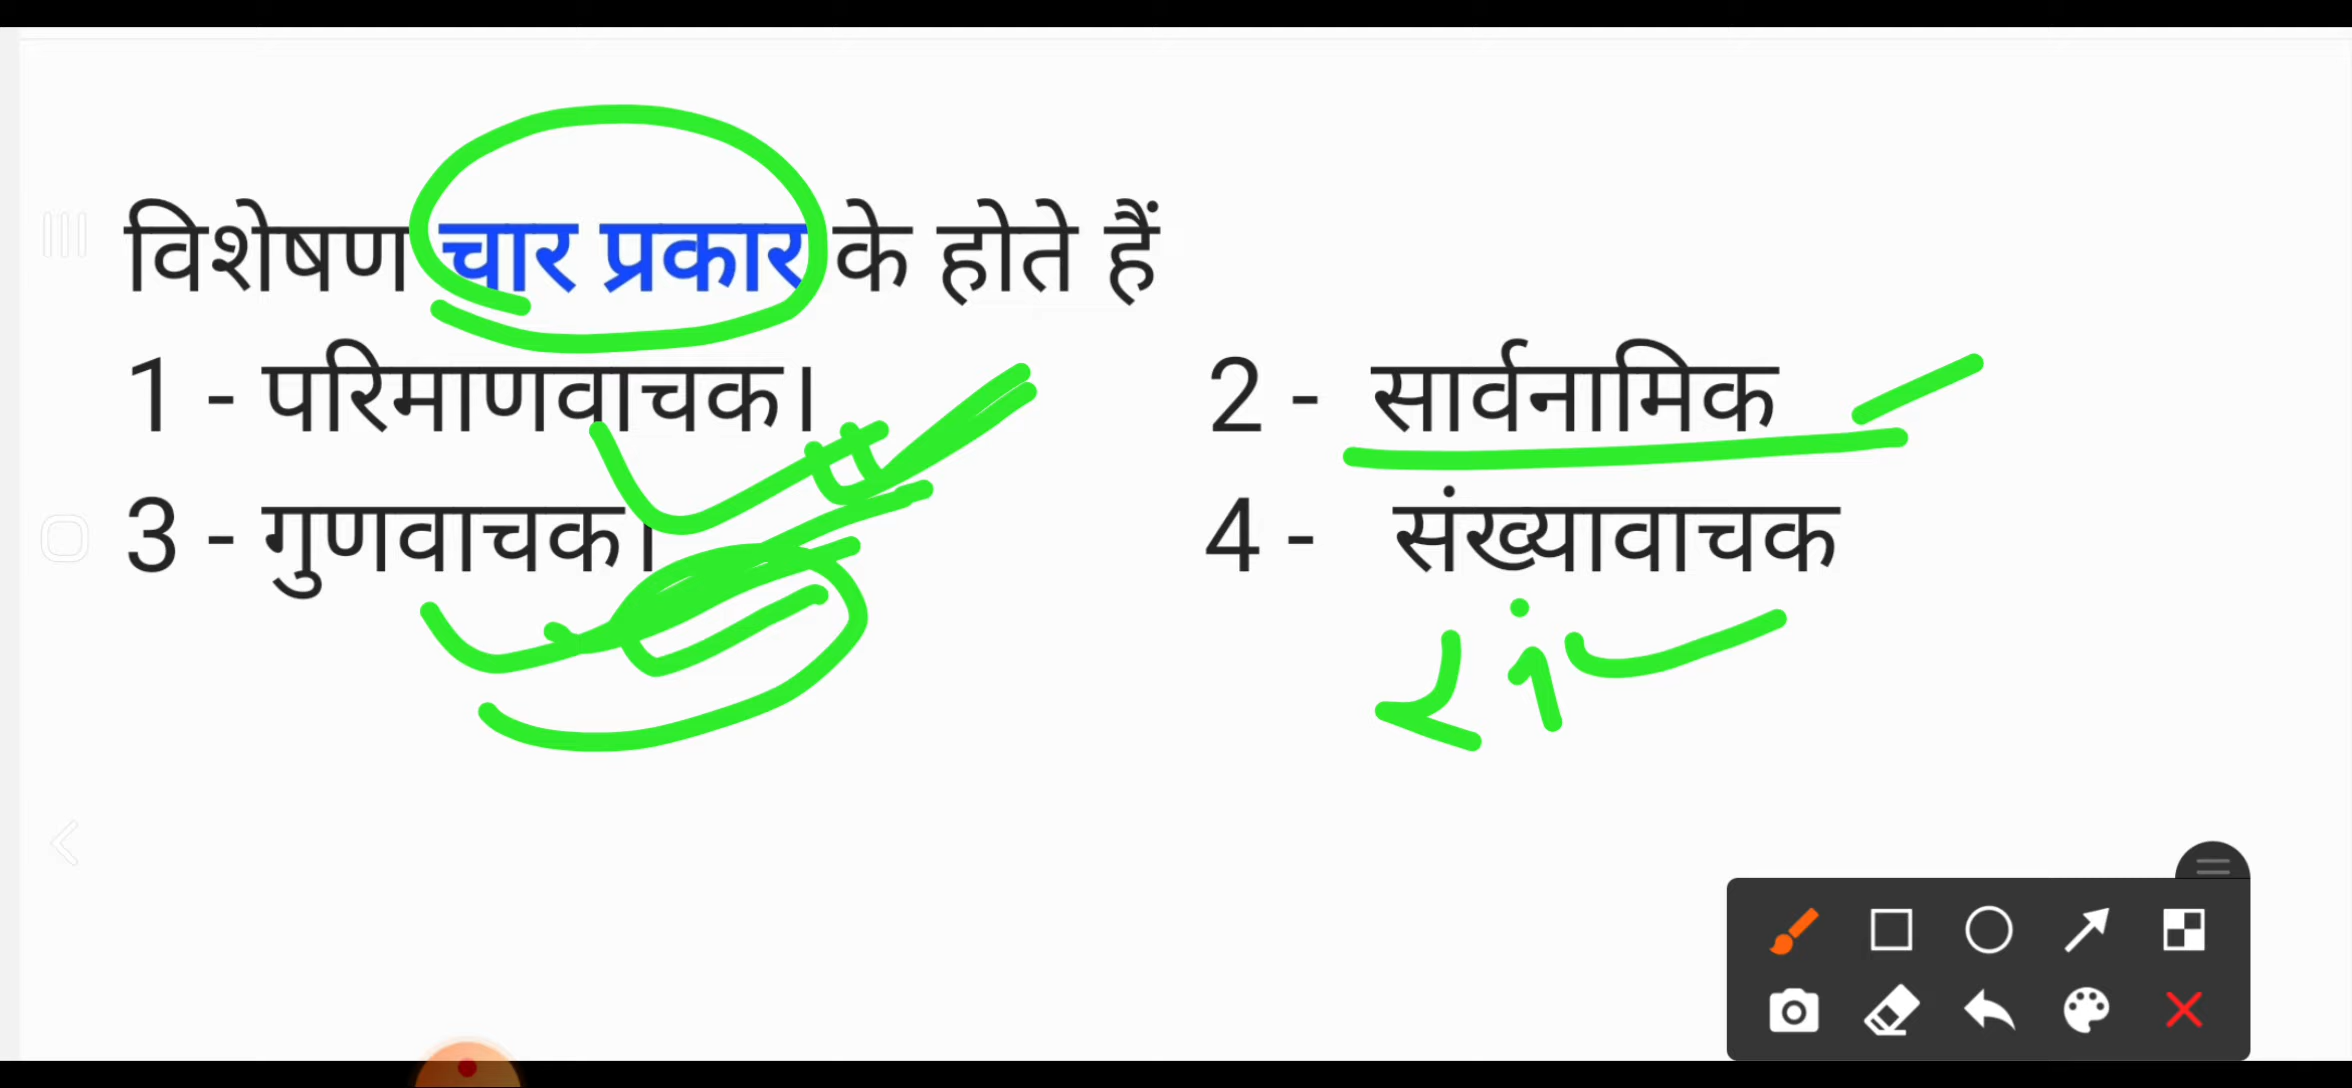 विशेषण चार प्रकार के होते हैं
1 - परिमाणवाचक। 2 - सार्वनामिक
3 - गुणवाचक। 4 - संख्यावाचक